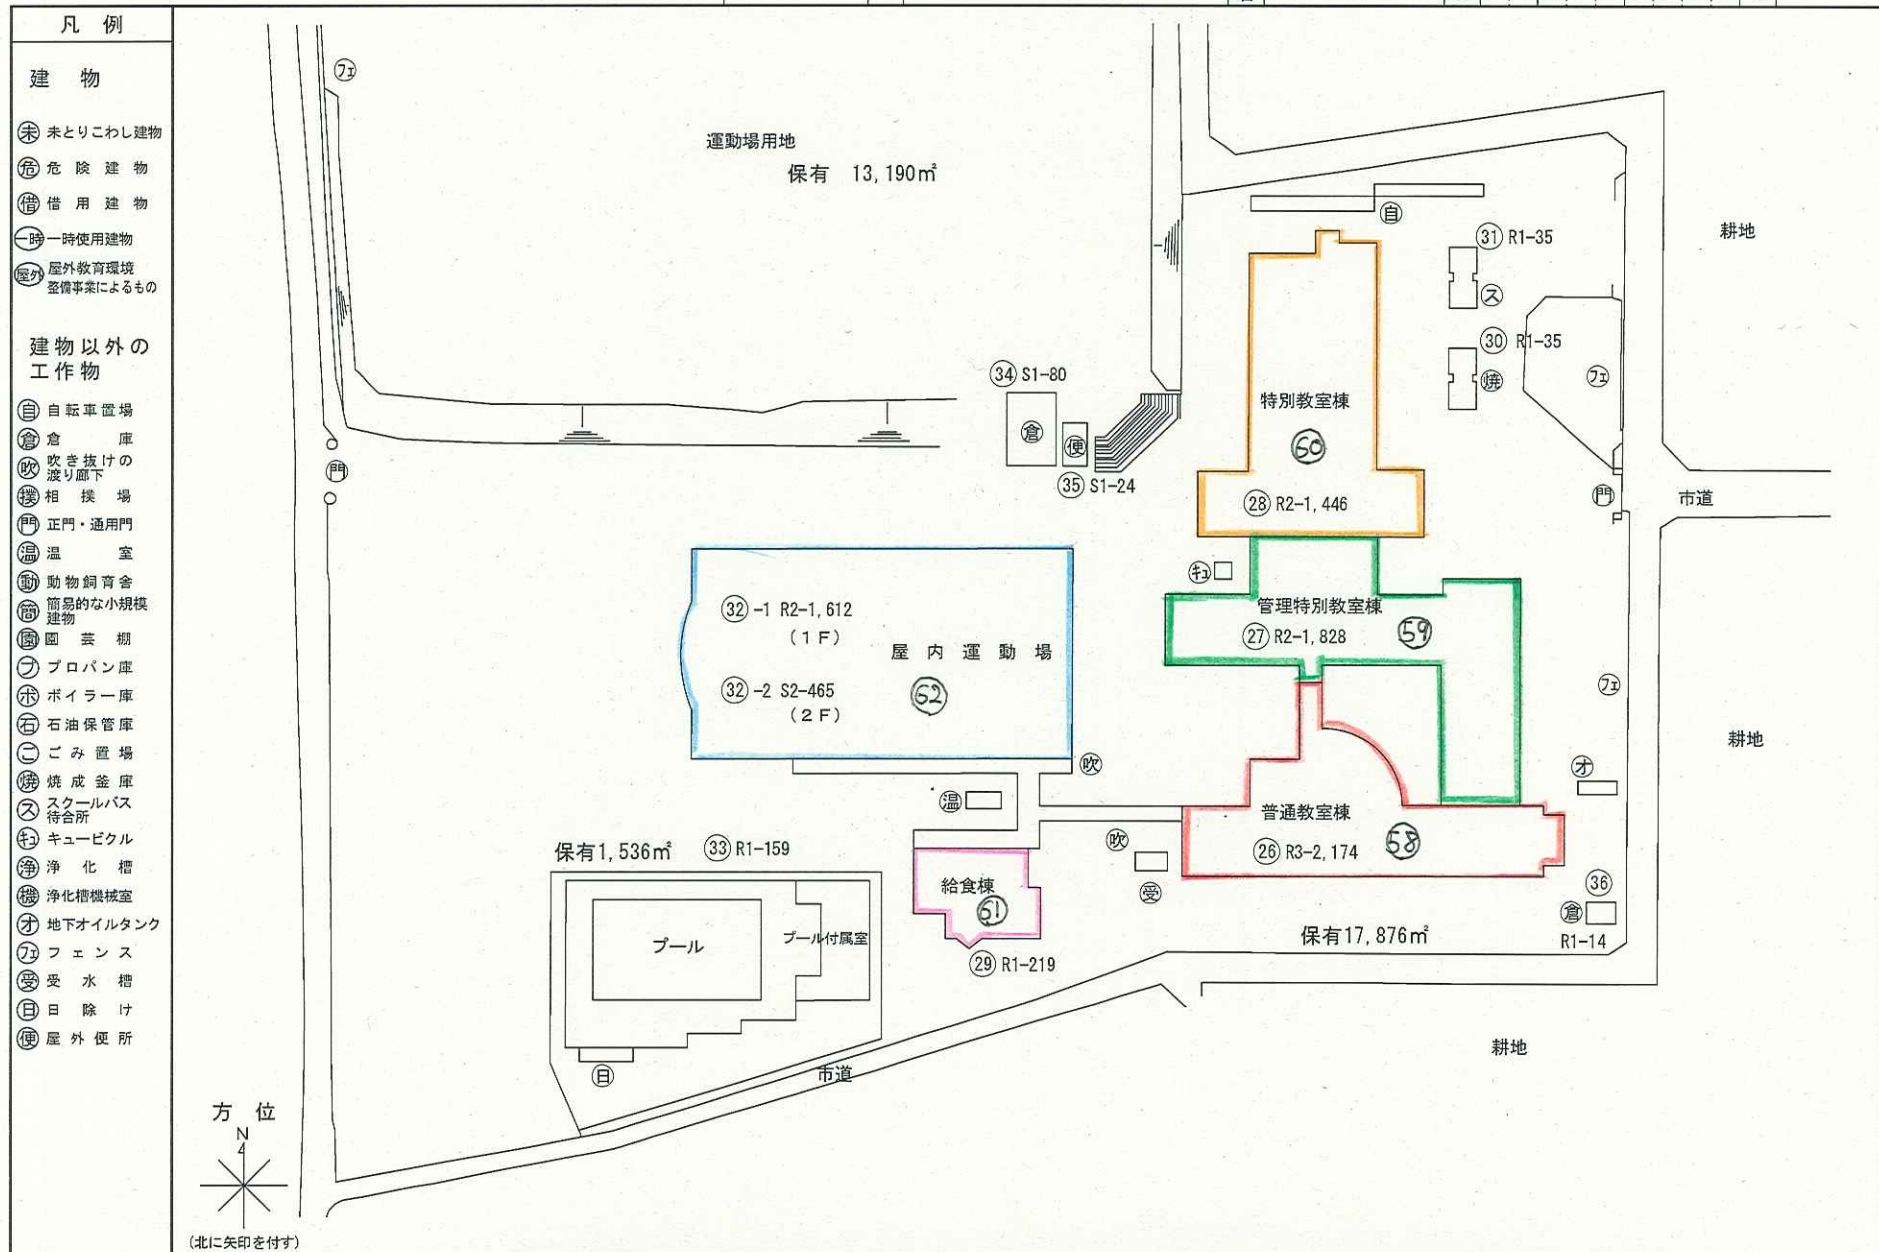 凡例
建物
未 未とりこわし建物
危 危険建物
借 借用建物
一時 一時使用建物
屋外 屋外教育環境
整備事業によるもの
建物以外の
工作物
自 自転車置場
倉 倉庫
吹 吹き抜けの
渡り廊下
撲 相撲場
門 正門・通用門
温 温室
動 動物飼育舎
簡 簡易的な小規模
建物
園 園芸棚
プ プロパン庫
ボ ボイラー庫
石 石油保管庫
ご ごみ置場
焼 焼成釜庫
ス スクールバス
待合所
キュ キュービクル
浄 浄化槽
機 浄化槽機械室
オ 地下オイルタンク
フェ フェンス
受 受水槽
日 日除け
便 屋外便所
方位
N
(北に矢印を付す)
フェ
運動場用地
保有 13,190㎡
自
㉛ R1-35
ス
㉚ R1-35
焼
フェ
耕地
㉞ S1-80
倉
便
㉟ S1-24
門
特別教室棟
60
㉘ R2-1,446
門
市道
キュ
管理特別教室棟
㉗ R2-1,828
59
㉜-1 R2-1,612
(1F)
屋内運動場
㉜-2 S2-465
(2F)
62
フェ
耕地
吹
温
オ
普通教室棟
58
㉖ R3-2,174
吹
受
保有1,536㎡
㉝ R1-159
給食棟
61
㉙ R1-219
㊱
倉
R1-14
保有17,876㎡
プール
プール付属室
日
市道
耕地